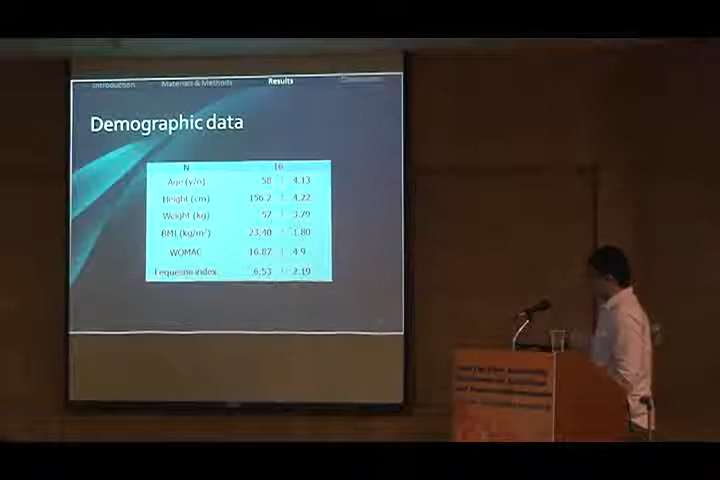 Introduction Materials & Methods Results
Demographic data
N 16
Age (y/o) 58 ± 4.13
Height (cm) 156.2 ± 4.22
Weight (kg) 57 ± 3.79
BMI (kg/m²) 23.40 ± 1.80
WOMAC 16.87 ± 4.9
Lequesne index 6.53 ± 2.19